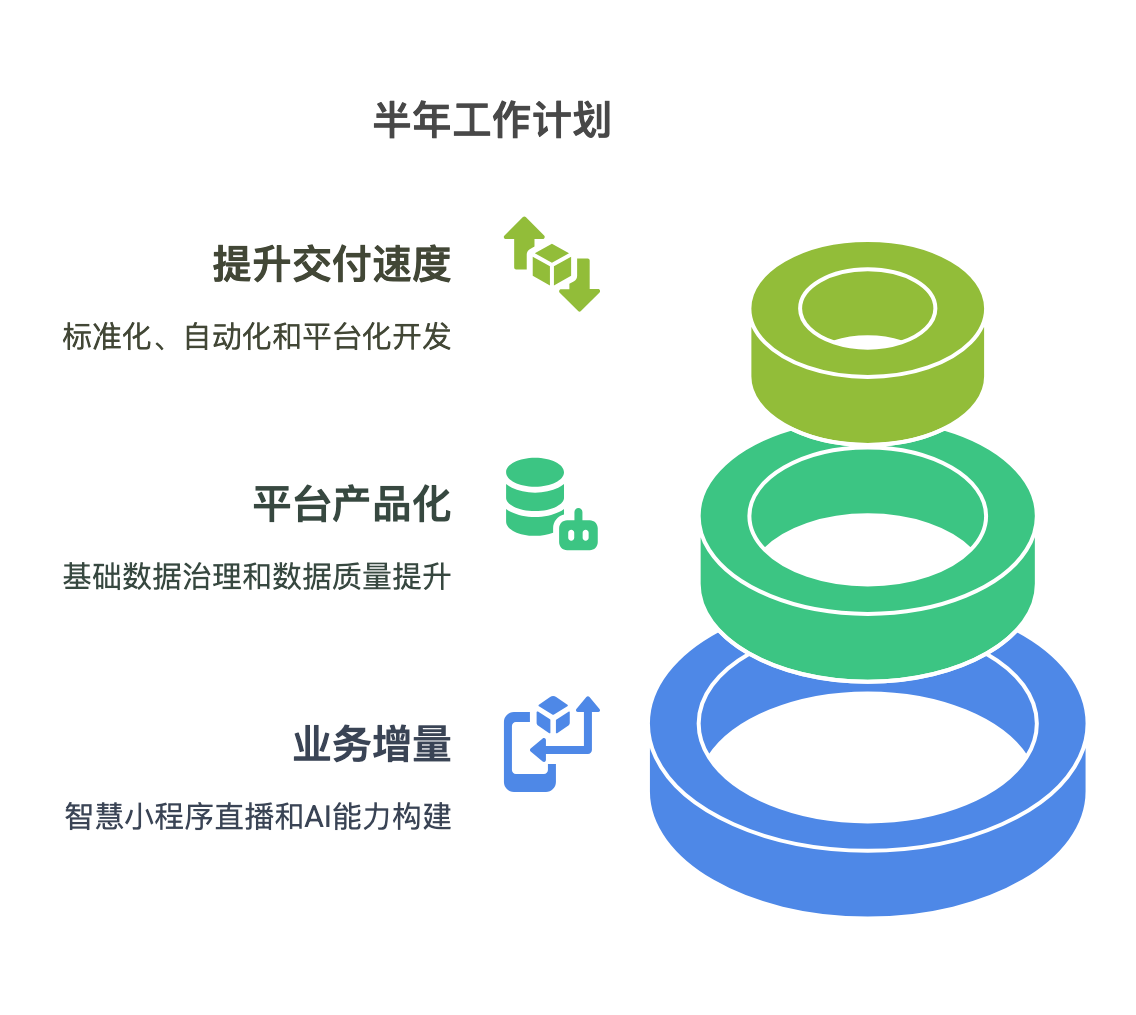 半年工作计划
提升交付速度
标准化、自动化和平台化开发
平台产品化
基础数据治理和数据质量提升
业务增量
智慧小程序直播和AI能力构建